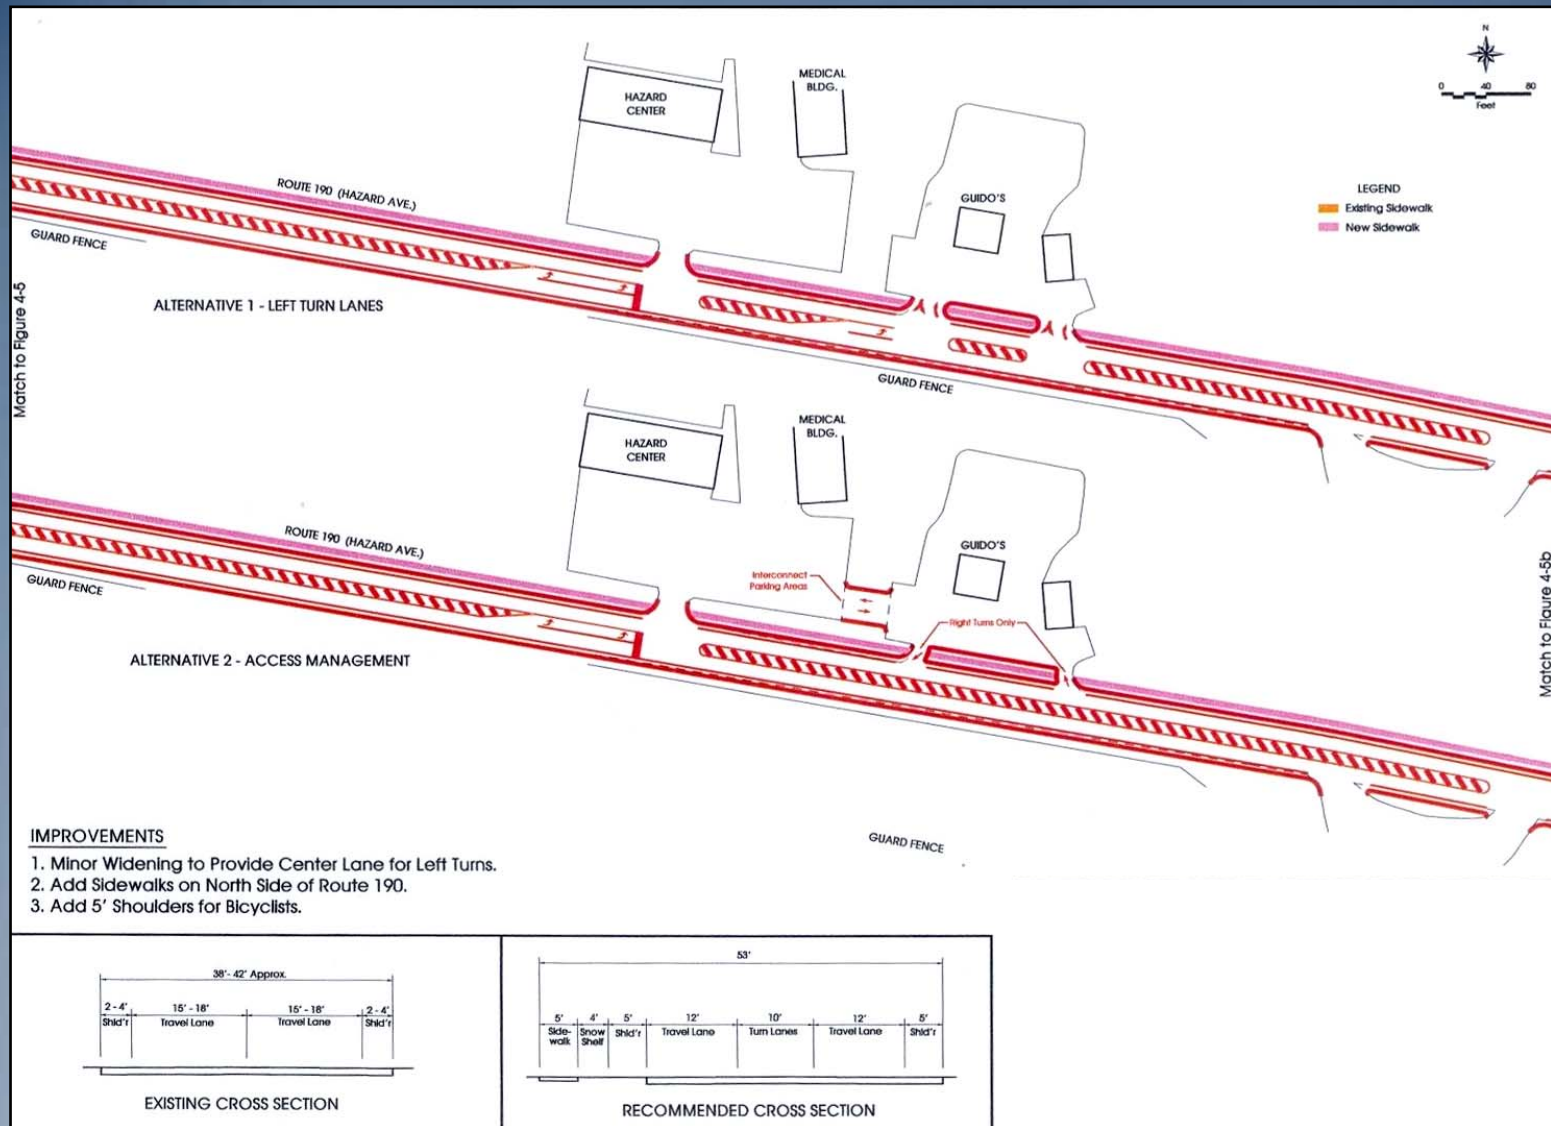 N
0 40 80
Feet
HAZARD
CENTER
MEDICAL
BLDG.
GUIDO'S
LEGEND
Existing Sidewalk
New Sidewalk
ROUTE 190 (HAZARD AVE.)
GUARD FENCE
Match to Figure 4-5
ALTERNATIVE 1 - LEFT TURN LANES
GUARD FENCE
HAZARD
CENTER
MEDICAL
BLDG.
GUIDO'S
ROUTE 190 (HAZARD AVE.)
Interconnect
Parking Areas
Right Turns Only
GUARD FENCE
Match to Figure 4-5b
ALTERNATIVE 2 - ACCESS MANAGEMENT
GUARD FENCE
IMPROVEMENTS
1. Minor Widening to Provide Center Lane for Left Turns.
2. Add Sidewalks on North Side of Route 190.
3. Add 5' Shoulders for Bicyclists.
38'- 42' Approx.
2 - 4' 15' - 18' 15' - 18' 2 - 4'
Shld'r Travel Lane Travel Lane Shld'r
EXISTING CROSS SECTION
53'
5' 4' 5' 12' 10' 12' 5'
Side- Snow Shld'r Travel Lane Turn Lanes Travel Lane Shld'r
walk Shelf
RECOMMENDED CROSS SECTION